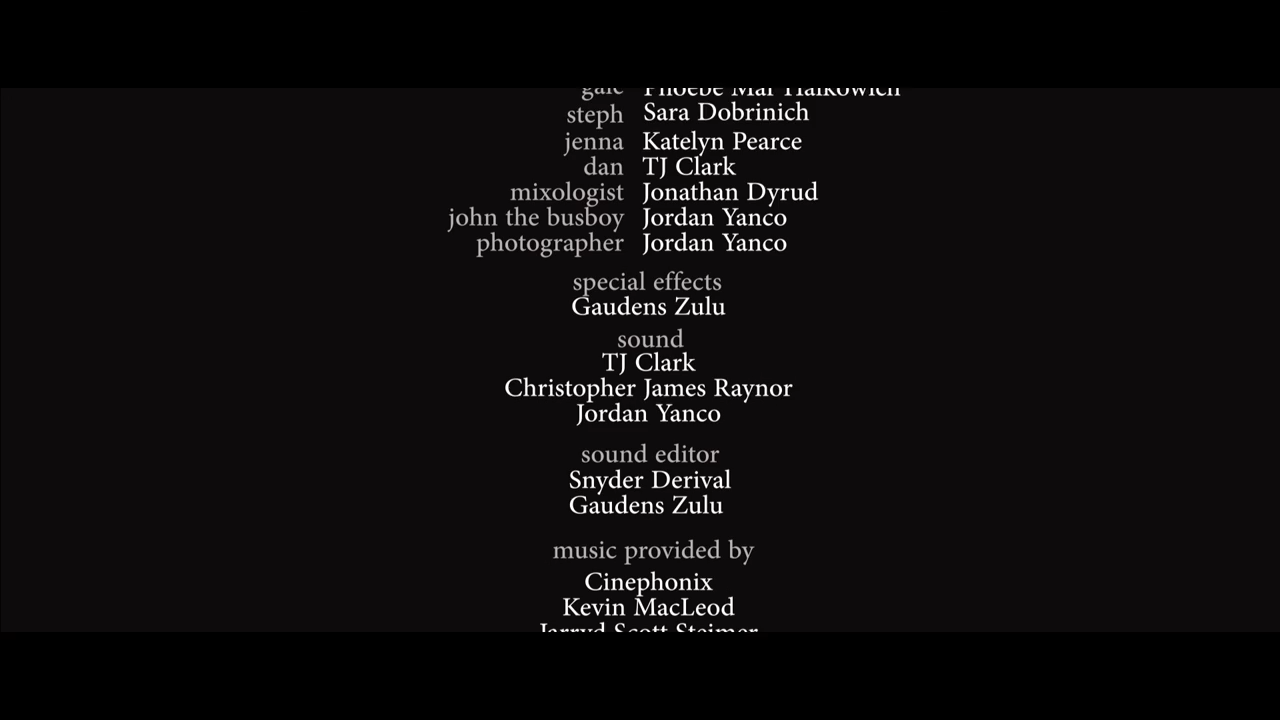 Phoebe
steph Sara Dobrinich
jenna Katelyn Pearce
dan TJ Clark
mixologist Jonathan Dyrud
john the busboy Jordan Yanco
photographer Jordan Yanco
special effects
Gaudens Zulu
sound
TJ Clark
Christopher James Raynor
Jordan Yanco
sound editor
Snyder Derival
Gaudens Zulu
music provided by
Cinephonix
Kevin MacLeod
Scott